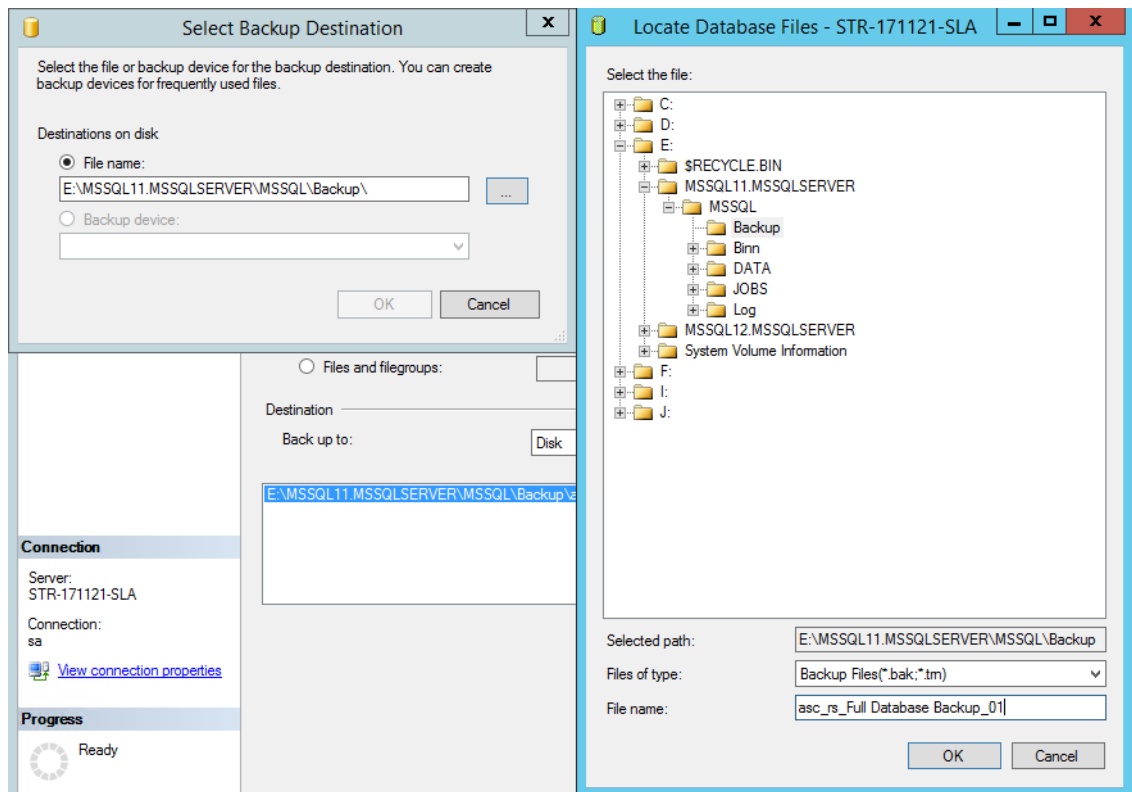 Select Backup Destination
x
Select the file or backup device for the backup destination. You can create
backup devices for frequently used files.
Destinations on disk
File name:
E:\MSSQL11.MSSQLSERVER\MSSQL\Backup\
...
Backup device:
OK
Cancel
Files and filegroups:
Destination
Back up to:
Disk
E:\MSSQL11.MSSQLSERVER\MSSQL\Backup\a
Connection
Server:
STR-171121-SLA
Connection:
sa
View connection properties
Progress
Ready
Locate Database Files - STR-171121-SLA
x
Select the file:
C:
D:
E:
$RECYCLE.BIN
MSSQL11.MSSQLSERVER
MSSQL
Backup
Binn
DATA
JOBS
Log
MSSQL12.MSSQLSERVER
System Volume Information
F:
I:
J:
Selected path:
E:\MSSQL11.MSSQLSERVER\MSSQL\Backup
Files of type:
Backup Files(*.bak;*.trn)
File name:
asc_rs_Full Database Backup_01
OK
Cancel